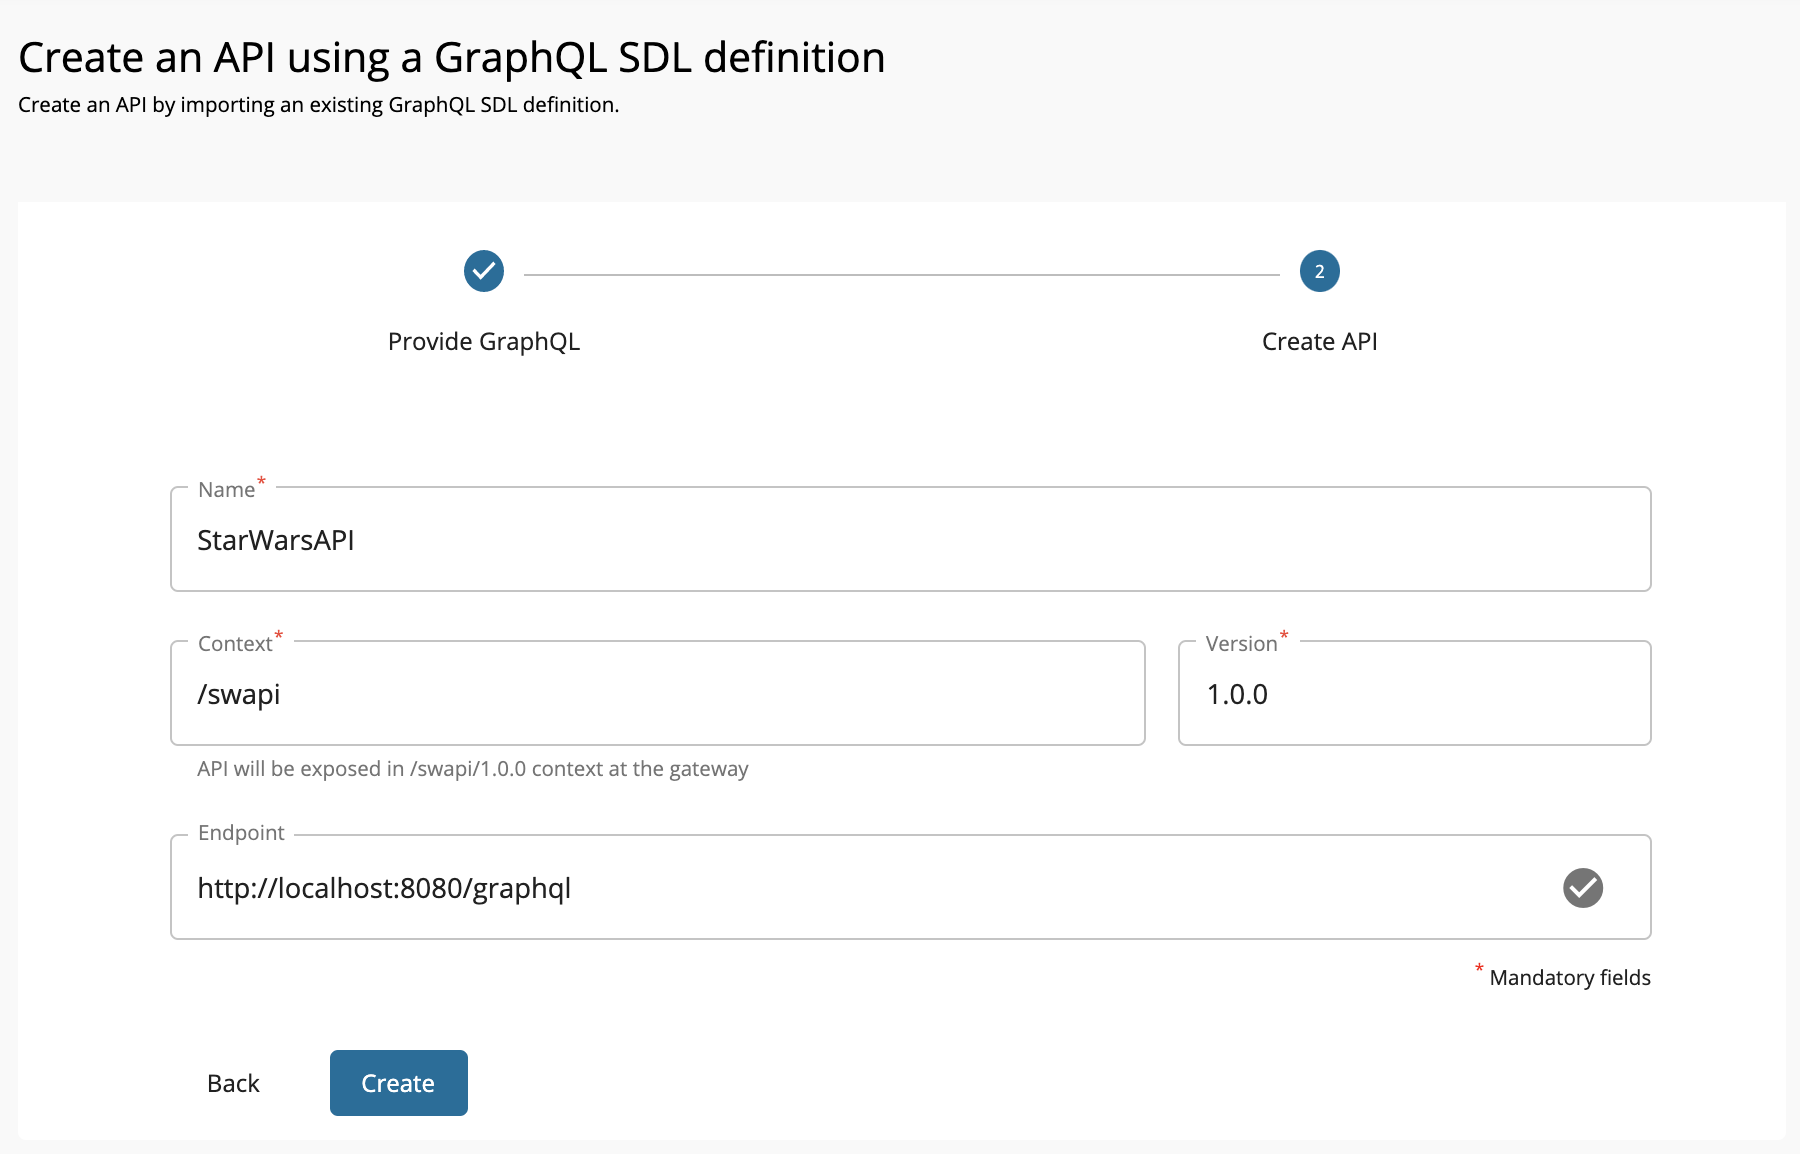 Create an API using a GraphQL SDL definition
Create an API by importing an existing GraphQL SDL definition.
2
Provide GraphQL
Create API
Name*
StarWarsAPI
Context*
Version*
/swapi
1.0.0
API will be exposed in /swapi/1.0.0 context at the gateway
Endpoint
http://localhost:8080/graphql
* Mandatory fields
Back
Create